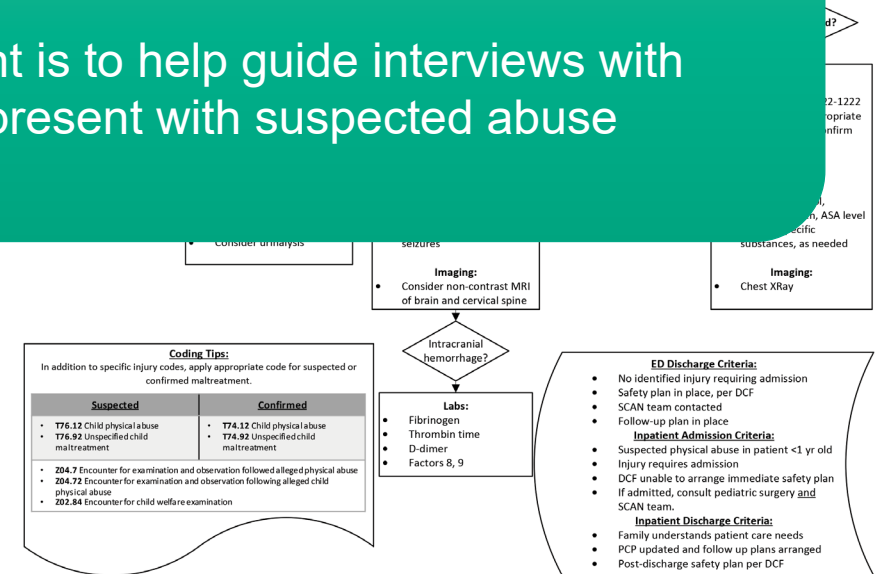 nt is to help guide interviews with
present with suspected abuse
d?
22-1222
ropriate
nfirm
ol,
n, ASA level
ecific
substances, as needed
Imaging:
• Chest XRay
• Consider urinalysis
seizures
Imaging:
• Consider non-contrast MRI
of brain and cervical spine
Intracranial
hemorrhage?
Labs:
• Fibrinogen
• Thrombin time
• D-dimer
• Factors 8, 9
Coding Tips:
In addition to specific injury codes, apply appropriate code for suspected or
confirmed maltreatment.
Suspected
• T76.12 Child physical abuse
• T76.92 Unspecified child
maltreatment
Confirmed
• T74.12 Child physical abuse
• T74.92 Unspecified child
maltreatment
• Z04.7 Encounter for examination and observation followed alleged physical abuse
• Z04.72 Encounter for examination and observation following alleged child
physical abuse
• Z02.84 Encounter for child welfare examination
ED Discharge Criteria:
• No identified injury requiring admission
• Safety plan in place, per DCF
• SCAN team contacted
• Follow-up plan in place
Inpatient Admission Criteria:
• Suspected physical abuse in patient <1 yr old
• Injury requires admission
• DCF unable to arrange immediate safety plan
• If admitted, consult pediatric surgery and
SCAN team.
Inpatient Discharge Criteria:
• Family understands patient care needs
• PCP updated and follow up plans arranged
• Post-discharge safety plan per DCF